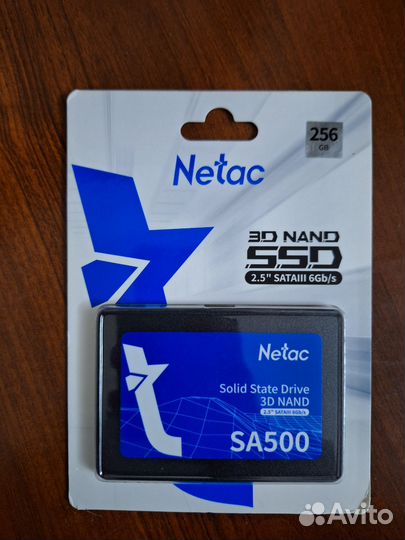 256
GB
Netac
3D NAND
SSD
2.5" SATAIII 6Gb/s
Netac
Solid State Drive
3D NAND
2.5" SATAIII 6Gb/s
SA500
Avito